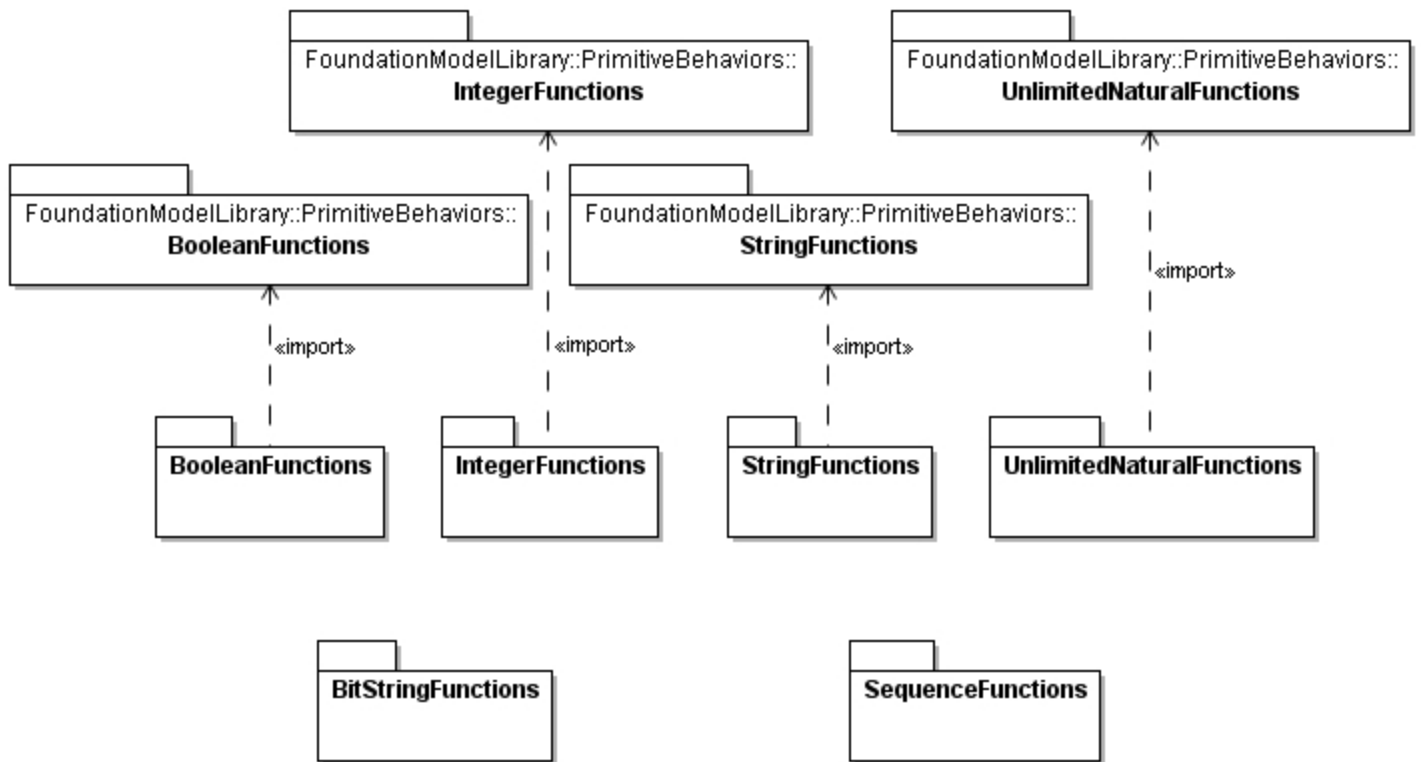 FoundationModelLibrary::PrimitiveBehaviors::
IntegerFunctions
FoundationModelLibrary::PrimitiveBehaviors::
UnlimitedNaturalFunctions
FoundationModelLibrary::PrimitiveBehaviors::
BooleanFunctions
FoundationModelLibrary::PrimitiveBehaviors::
StringFunctions
«import»
«import»
«import»
«import»
BooleanFunctions
IntegerFunctions
StringFunctions
UnlimitedNaturalFunctions
BitStringFunctions
SequenceFunctions